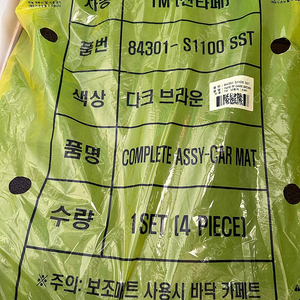 차종 TM [싼타페]
품번 84301-S1100 SST
색상 다크 브라운
품명 COMPLETE ASSY-CAR MAT
수량 1 SET [4 PIECE]
※주의: 보조매트 사용시 바닥 카페트